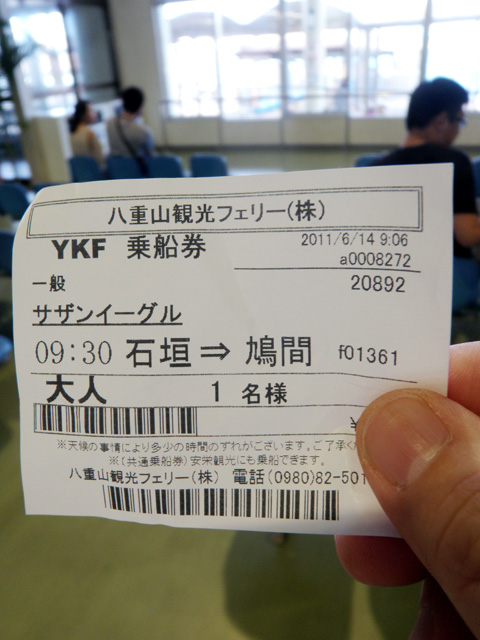 八重山観光フェリー(株)
YKF 乗船券
2011/6/14 9:06
a0008272
一般
20892
サザンイーグル
09:30 石垣⇒鳩間 f01361
大人 1 名様
¥
※天候の事情により多少の時間のずれがございます。ご了承く
※(共通乗船券)安栄観光にも乗船できます。
八重山観光フェリー(株) 電話(0980)82-501